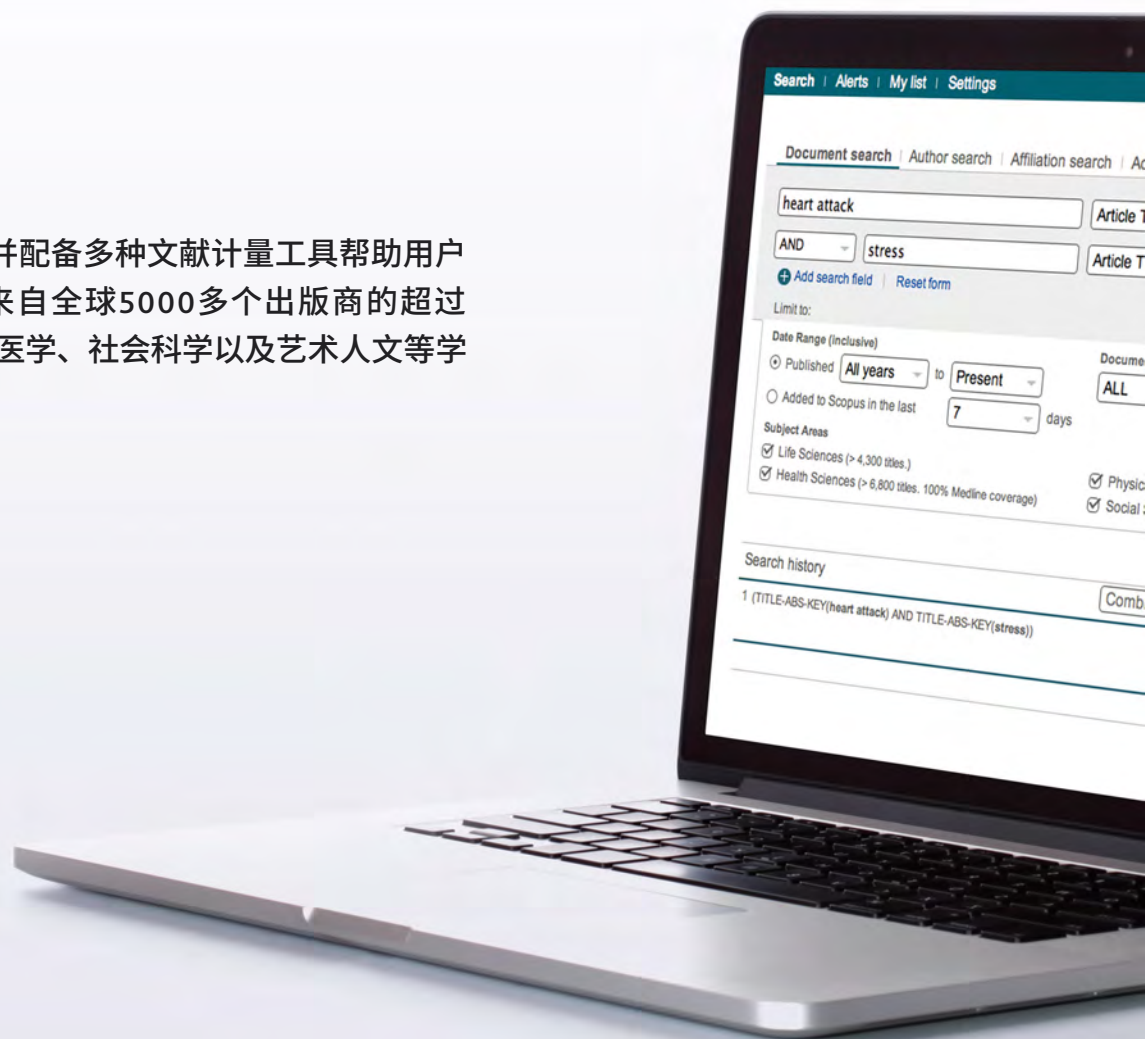 并配备多种文献计量工具帮助用户
来自全球5000多个出版商的超过
医学、社会科学以及艺术人文等学
Search | Alerts | My list | Settings
Document search | Author search | Affiliation search |
heart attack
Article
AND stress
Article
Add search field | Reset form
Limit to:
Date Range (inclusive)
Published All years to Present
ALL
Added to Scopus in the last 7 days
Subject Areas
Life Sciences (> 4,300 titles.)
Health Sciences (> 6,800 titles. 100% Medline coverage)
Social
Search history
1 (TITLE-ABS-KEY(heart attack) AND TITLE-ABS-KEY(stress))